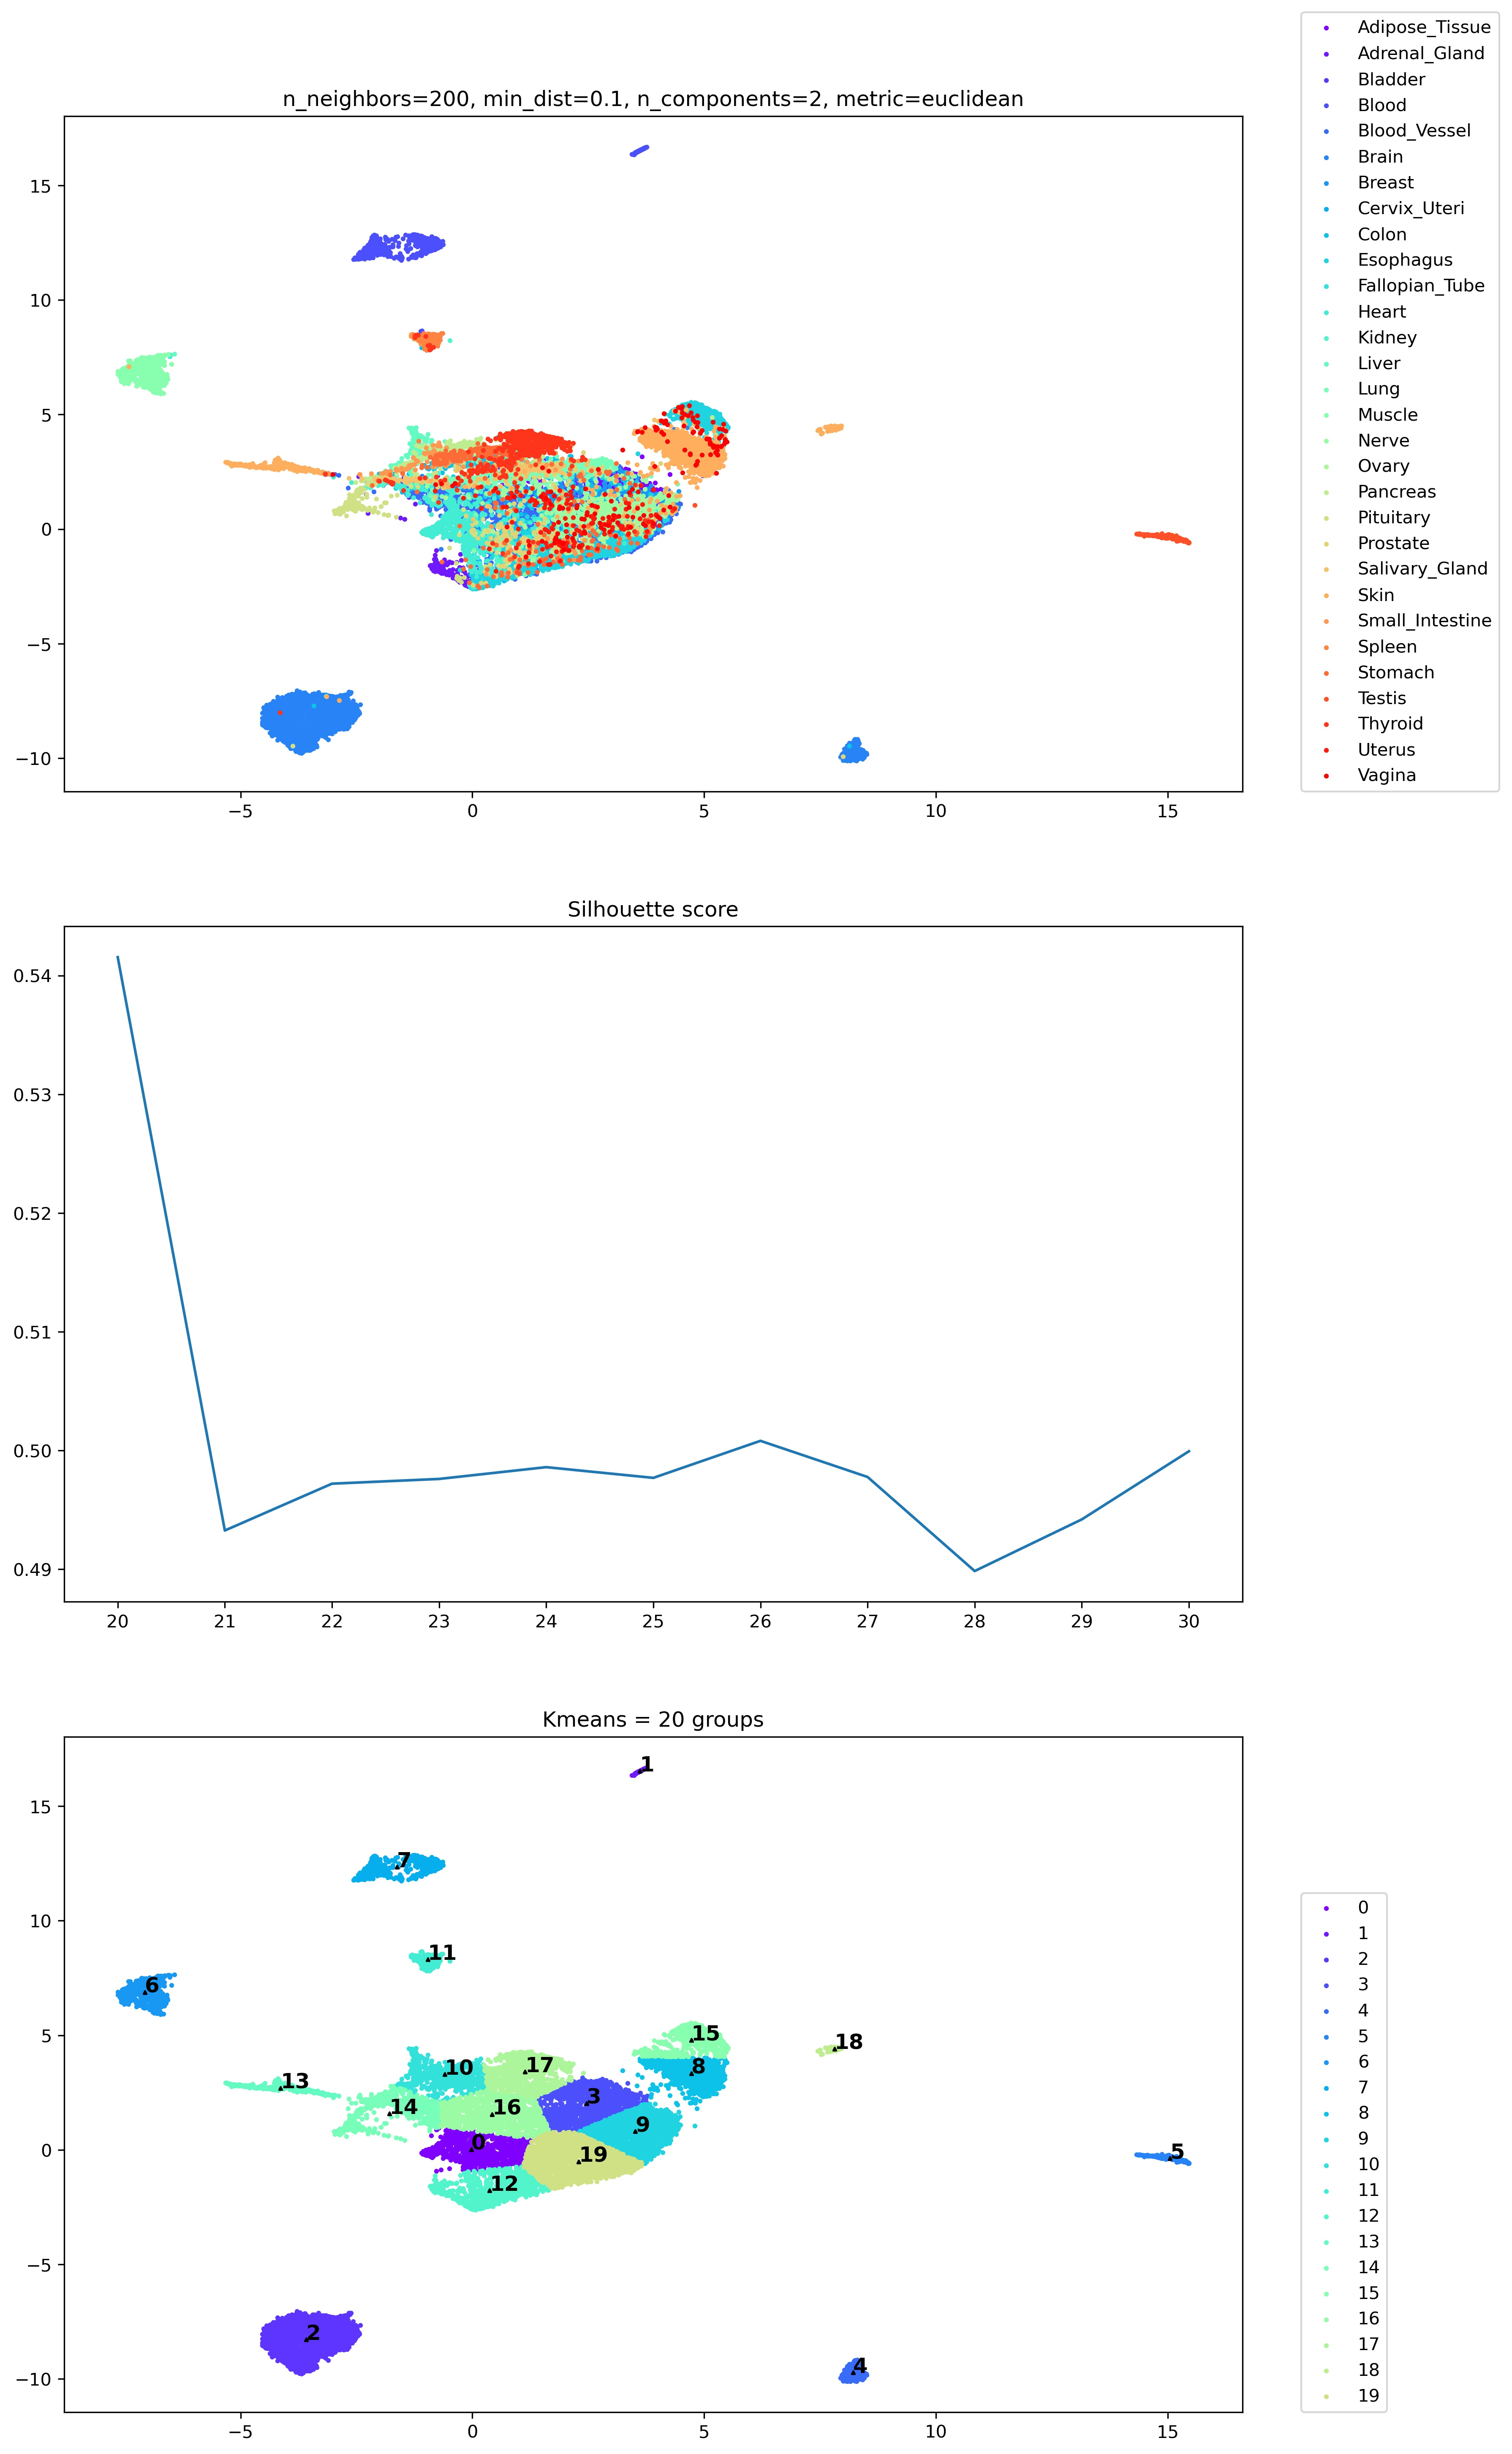 n_neighbors=200, min_dist=0.1, n_components=2, metric=euclidean
15
10
5
0
−5
−10
−5
0
5
10
15
Adipose_Tissue
Adrenal_Gland
Bladder
Blood
Blood_Vessel
Brain
Breast
Cervix_Uteri
Colon
Esophagus
Fallopian_Tube
Heart
Kidney
Liver
Lung
Muscle
Nerve
Ovary
Pancreas
Pituitary
Prostate
Salivary_Gland
Skin
Small_Intestine
Spleen
Stomach
Testis
Thyroid
Uterus
Vagina
Silhouette score
0.54
0.53
0.52
0.51
0.50
0.49
20
21
22
23
24
25
26
27
28
29
30
Kmeans = 20 groups
15
10
5
0
−5
−10
−5
0
5
10
15
1
7
11
6
15
18
10
17
8
13
14
16
3
9
0
19
5
12
2
4
0
1
2
3
4
5
6
7
8
9
10
11
12
13
14
15
16
17
18
19